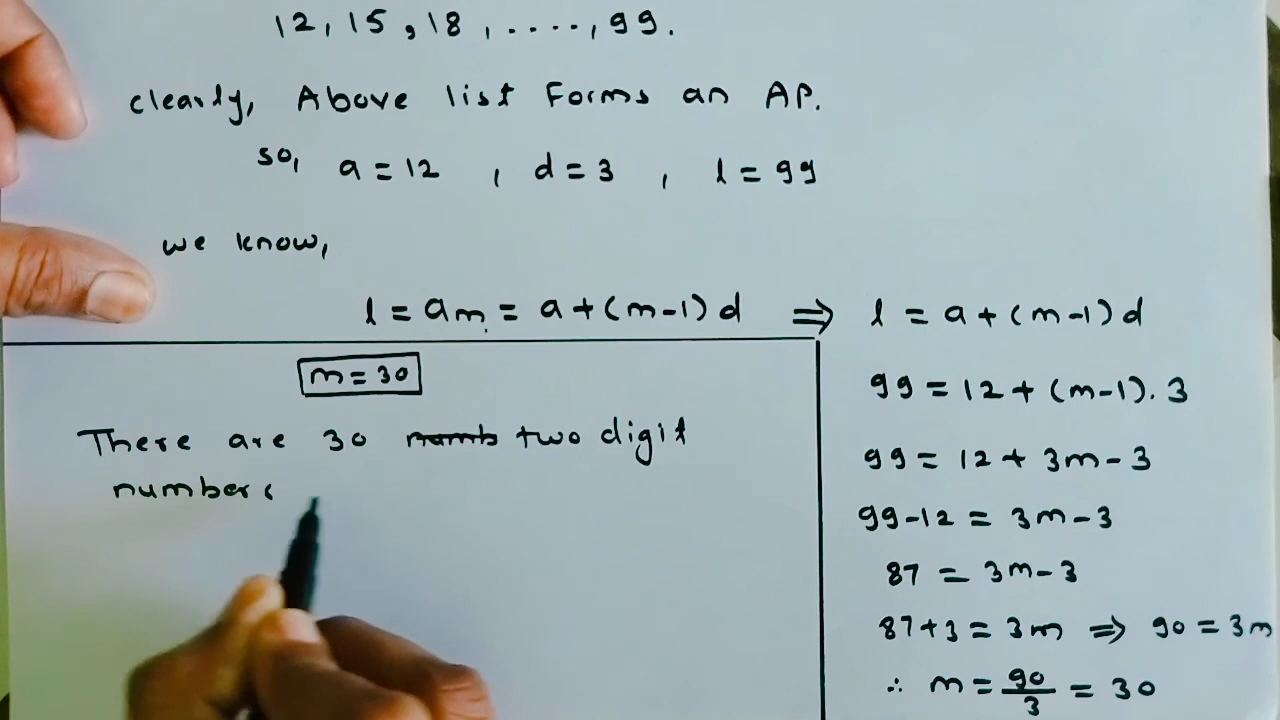 12, 15, 18, ....., 99.
clearly, Above list Forms an AP.
so, a = 12 , d = 3 , l = 99
we know,
l = am = a + (m-1) d ⇒ l = a + (m-1) d
m = 30
There are 30 numb two digit
numbers
99 = 12 + (m-1). 3
99 = 12 + 3m - 3
99-12 = 3m - 3
87 = 3m - 3
87+3 = 3m ⇒ 90 = 3m
∴ m = 90/3 = 30